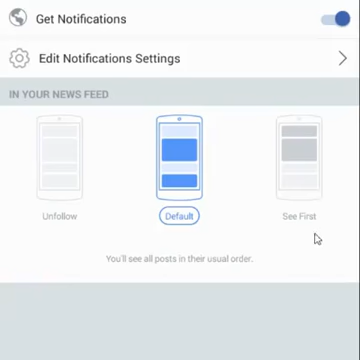 Get Notifications
Edit Notifications Settings
IN YOUR NEWS FEED
Unfollow
Default
See First
You'll see all posts in their usual order.